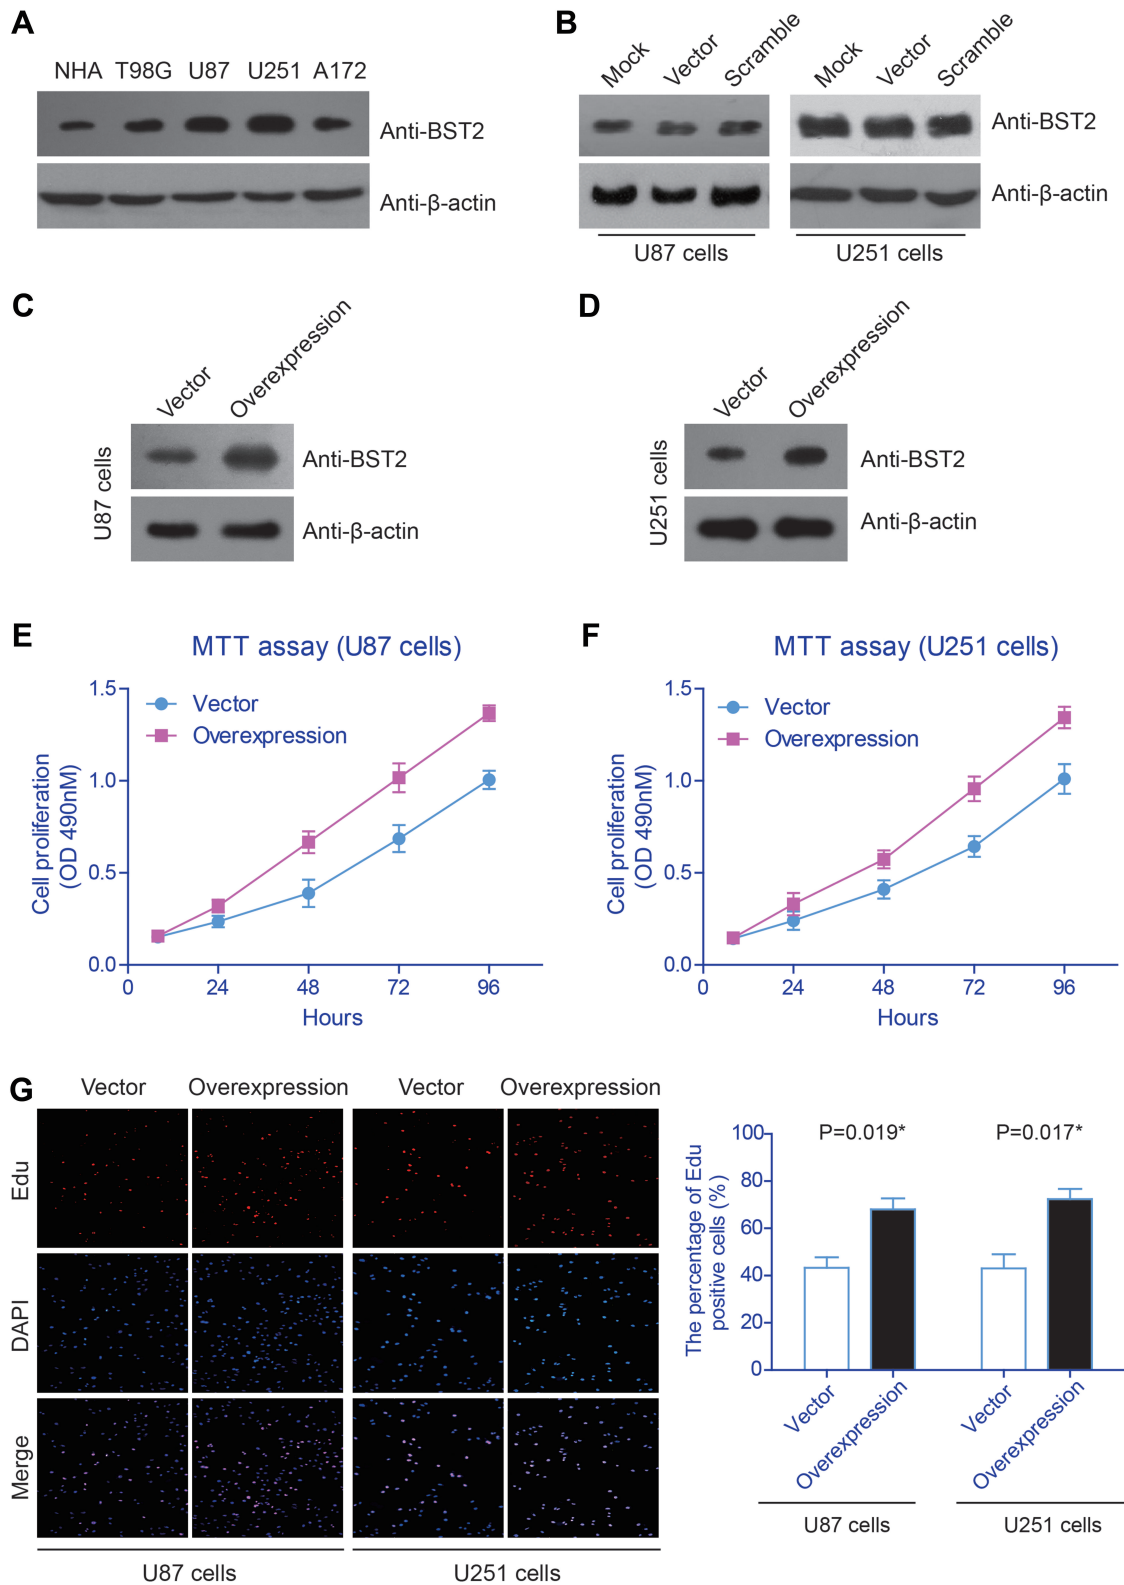 A
NHA T98G U87 U251 A172
Anti-BST2
Anti-β-actin
B
Mock Vector Scramble Mock Vector Scramble
Anti-BST2
Anti-β-actin
U87 cells U251 cells
C
Vector Overexpression
U87 cells
Anti-BST2
Anti-β-actin
D
Vector Overexpression
U251 cells
Anti-BST2
Anti-β-actin
E
MTT assay (U87 cells)
Vector
Overexpression
Cell proliferation
(OD 490nM)
1.5
1.0
0.5
0.0
0 24 48 72 96
Hours
F
MTT assay (U251 cells)
Vector
Overexpression
Cell proliferation
(OD 490nM)
1.5
1.0
0.5
0.0
0 24 48 72 96
Hours
G
Vector Overexpression Vector Overexpression
Edu
DAPI
Merge
U87 cells U251 cells
The percentage of Edu
positive cells (%)
100
80
60
40
20
0
P=0.019* P=0.017*
Vector Overexpression Vector Overexpression
U87 cells U251 cells